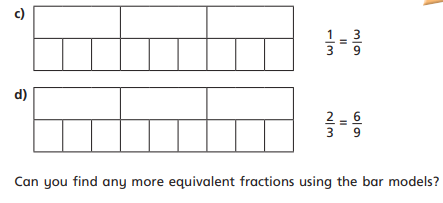 c)
1/3 = 3/9
d)
2/3 = 6/9
Can you find any more equivalent fractions using the bar models?